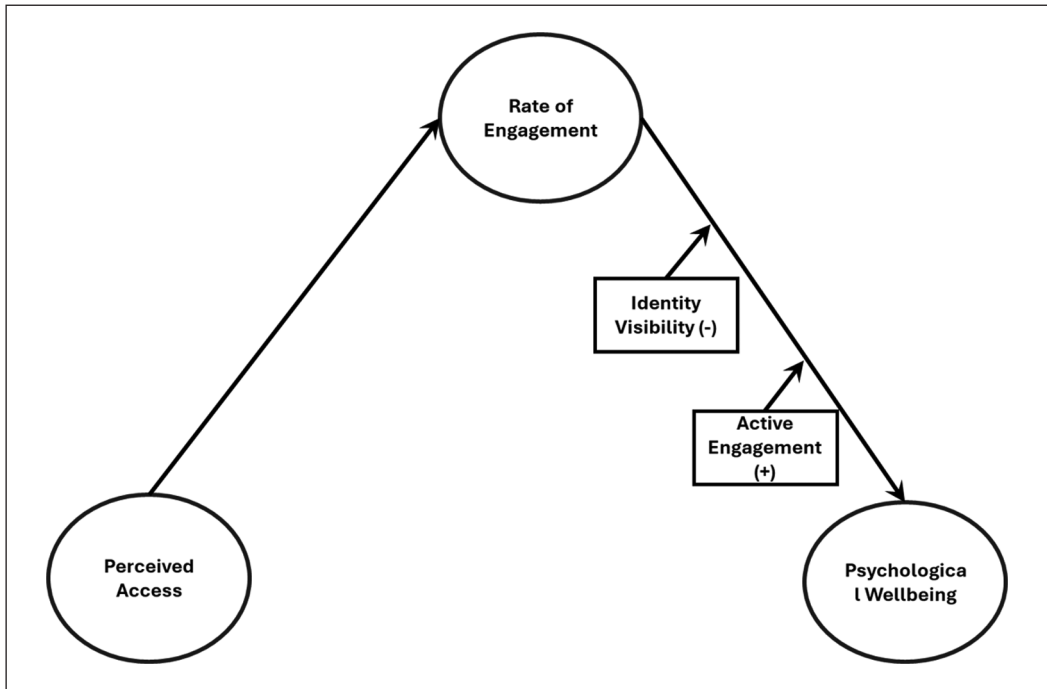 Rate of
Engagement
Identity
Visibility (-)
Active
Engagement
(+)
Perceived
Access
Psychologica
l Wellbeing